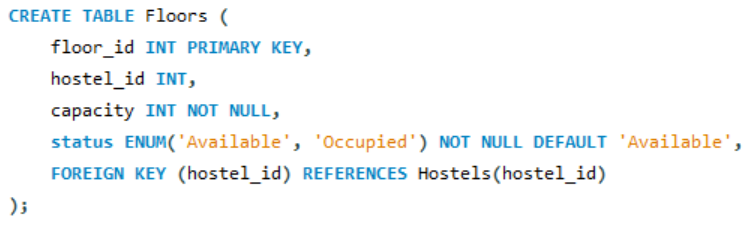 CREATE TABLE Floors (
    floor_id INT PRIMARY KEY,
    hostel_id INT,
    capacity INT NOT NULL,
    status ENUM('Available', 'Occupied') NOT NULL DEFAULT 'Available',
    FOREIGN KEY (hostel_id) REFERENCES Hostels(hostel_id)
);